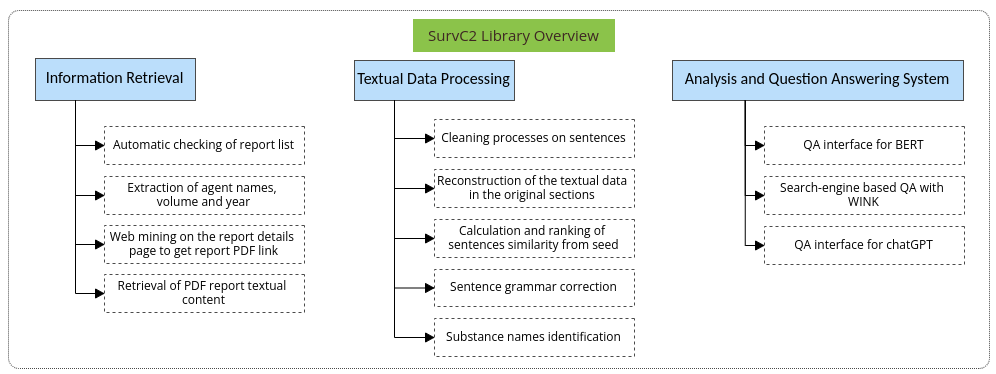 SurvC2 Library Overview
Information Retrieval
Automatic checking of report list
Extraction of agent names,
volume and year
Web mining on the report details
page to get report PDF link
Retrieval of PDF report textual
content
Textual Data Processing
Cleaning processes on sentences
Reconstruction of the textual data
in the original sections
Calculation and ranking of
sentences similarity from seed
Sentence grammar correction
Substance names identification
Analysis and Question Answering System
QA interface for BERT
Search-engine based QA with
WINK
QA interface for chatGPT